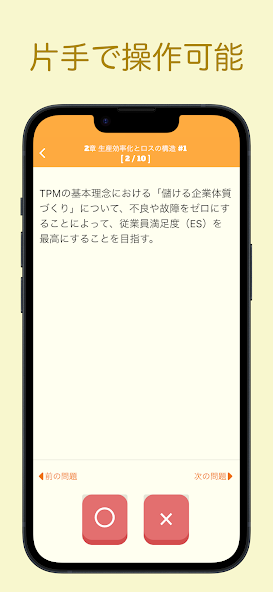 片手で操作可能
2章 生産効率化とロスの構造 #1
[ 2 / 10 ]
TPMの基本理念における「儲ける企業体質
づくり」について、不良や故障をゼロにす
ることによって、従業員満足度（ES）を
最高にすることを目指す。
前の問題
次の問題